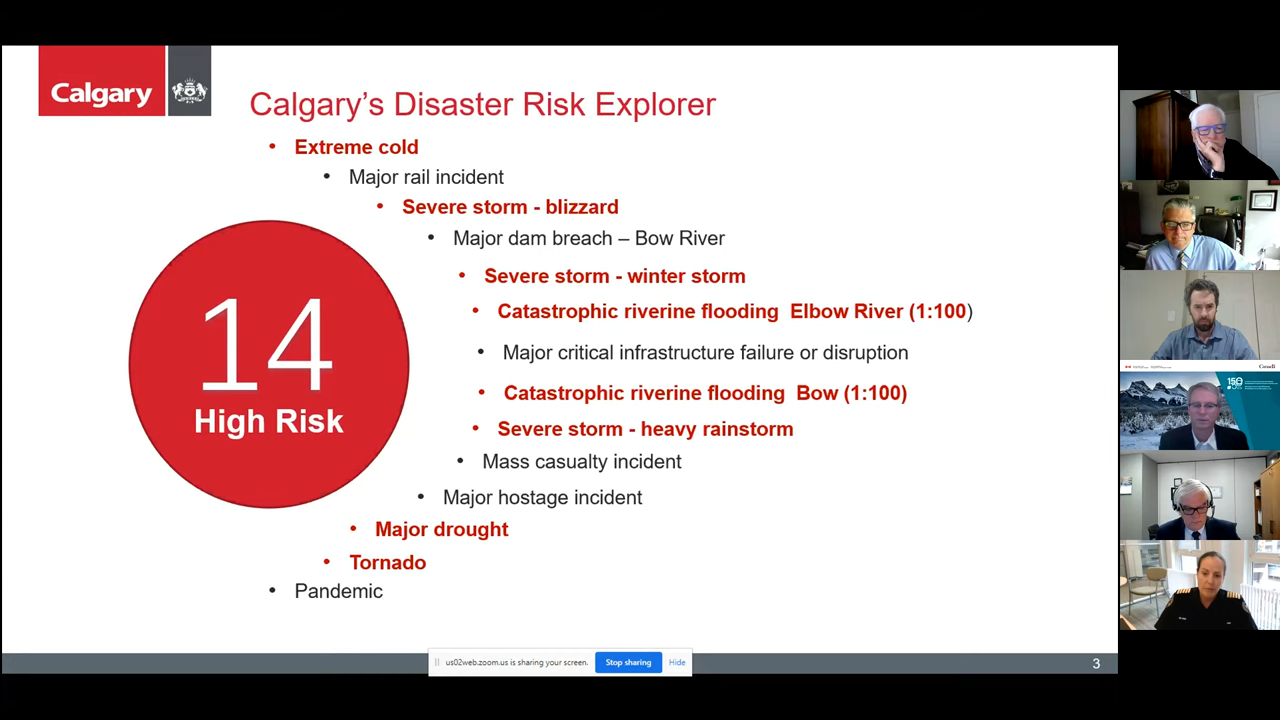 Calgary
Calgary's Disaster Risk Explorer
• Extreme cold
• Major rail incident
• Severe storm - blizzard
• Major dam breach – Bow River
• Severe storm - winter storm
• Catastrophic riverine flooding Elbow River (1:100)
• Major critical infrastructure failure or disruption
• Catastrophic riverine flooding Bow (1:100)
• Severe storm - heavy rainstorm
• Mass casualty incident
• Major hostage incident
• Major drought
• Tornado
• Pandemic
14
High Risk
us02web.zoom.us is sharing your screen.
Stop sharing
Hide
3
Canada
150